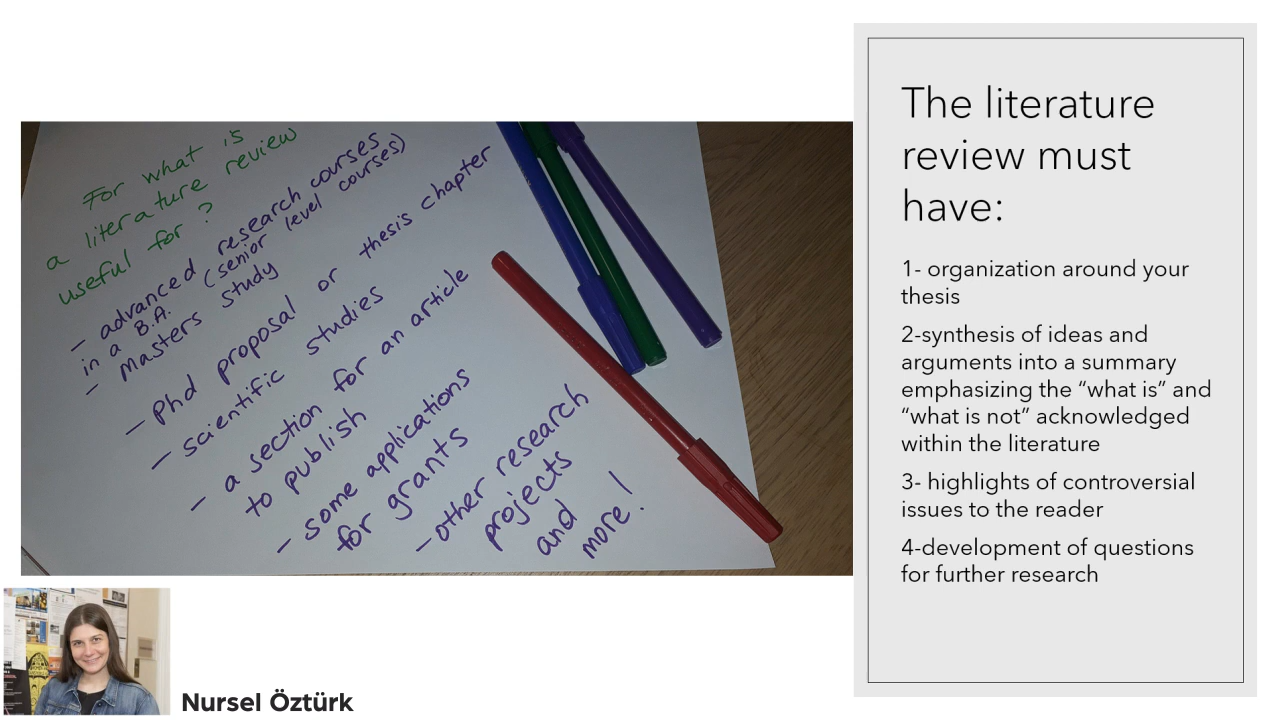 For what is
a literature review
useful for ?
- advanced research courses
in a B.A. (senior level courses)
- Masters study
- Phd proposal or thesis chapter
- scientific studies
- a section for an article
to publish
- some applications
for grants
- other research
projects
and
more!
The literature
review must
have:
1- organization around your
thesis
2-synthesis of ideas and
arguments into a summary
emphasizing the “what is” and
“what is not” acknowledged
within the literature
3- highlights of controversial
issues to the reader
4-development of questions
for further research
Nursel Öztürk